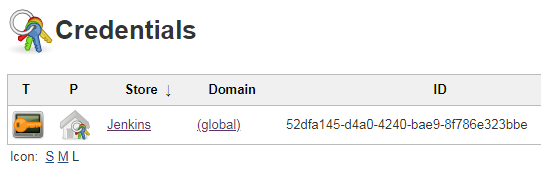 Credentials
T P Store ↓ Domain ID
Jenkins (global) 52dfa145-d4a0-4240-bae9-8f786e323bbe
Icon: S M L